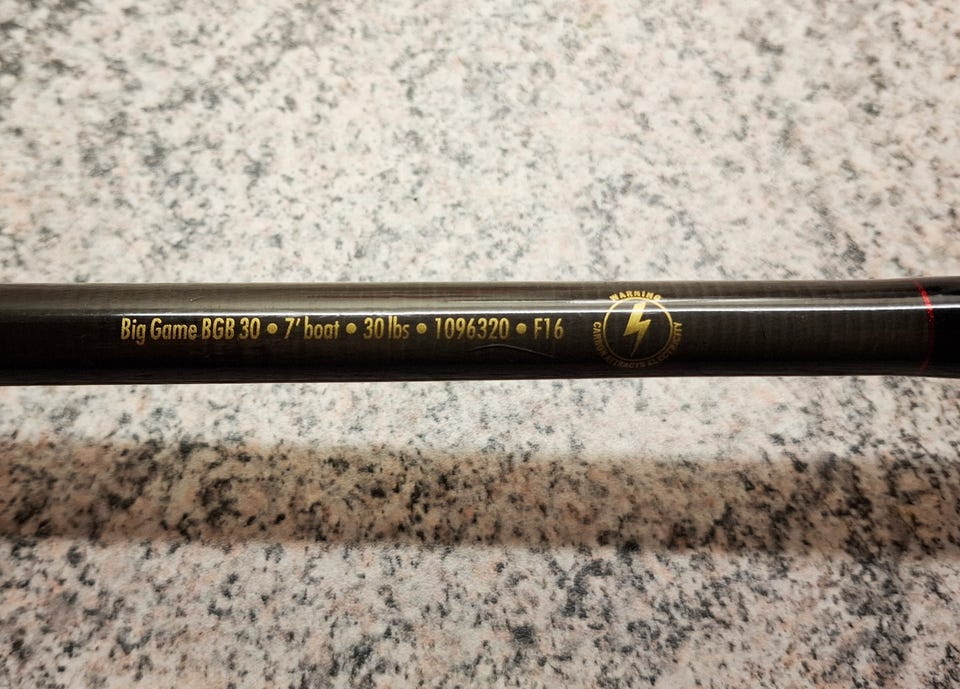 Big Game BGB 30 • 7' boat • 30 lbs • 1096320 • F16
WARNING
CARBON ATTRACTS ELECTRICITY